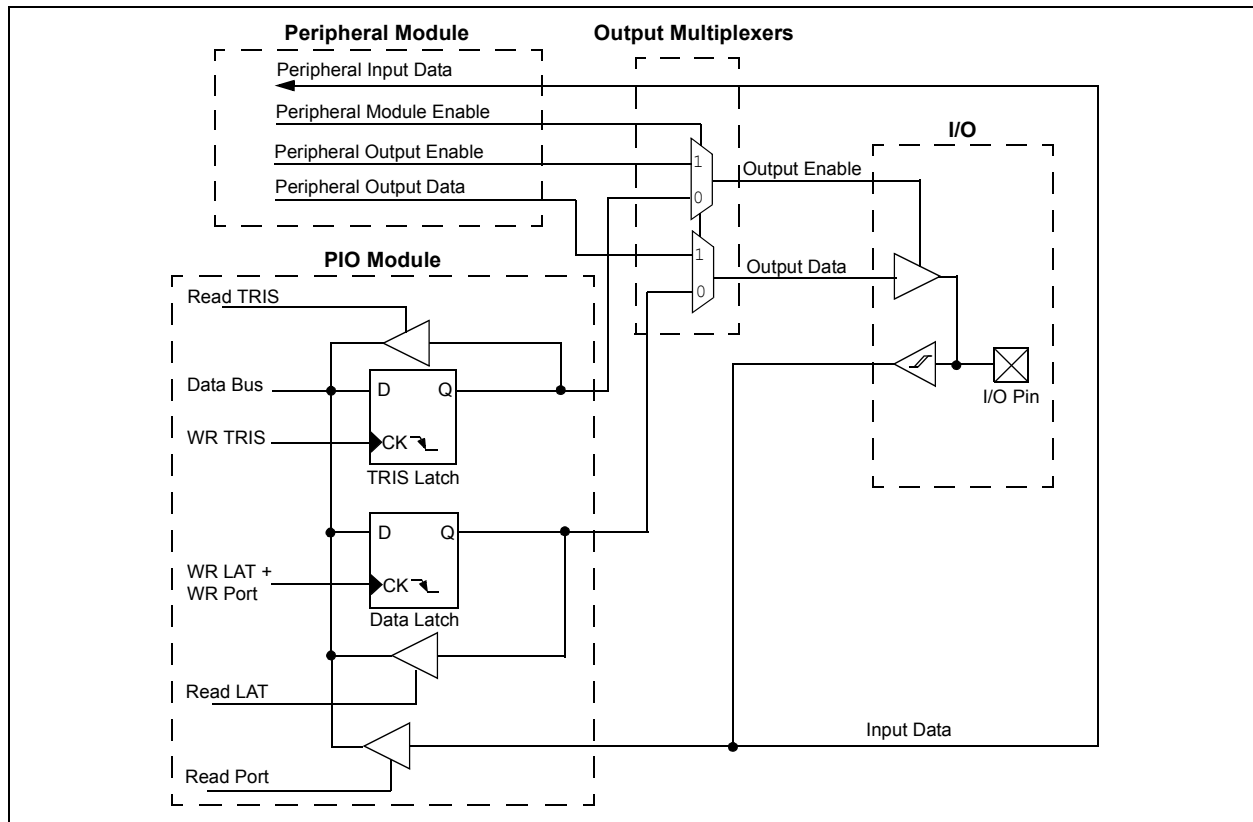 Peripheral Module
Output Multiplexers
Peripheral Input Data
Peripheral Module Enable
Peripheral Output Enable
Peripheral Output Data
1
0
1
0
Output Enable
Output Data
I/O
I/O Pin
PIO Module
Read TRIS
Data Bus
D
Q
WR TRIS
CK
TRIS Latch
D
Q
WR LAT +
WR Port
CK
Data Latch
Read LAT
Read Port
Input Data